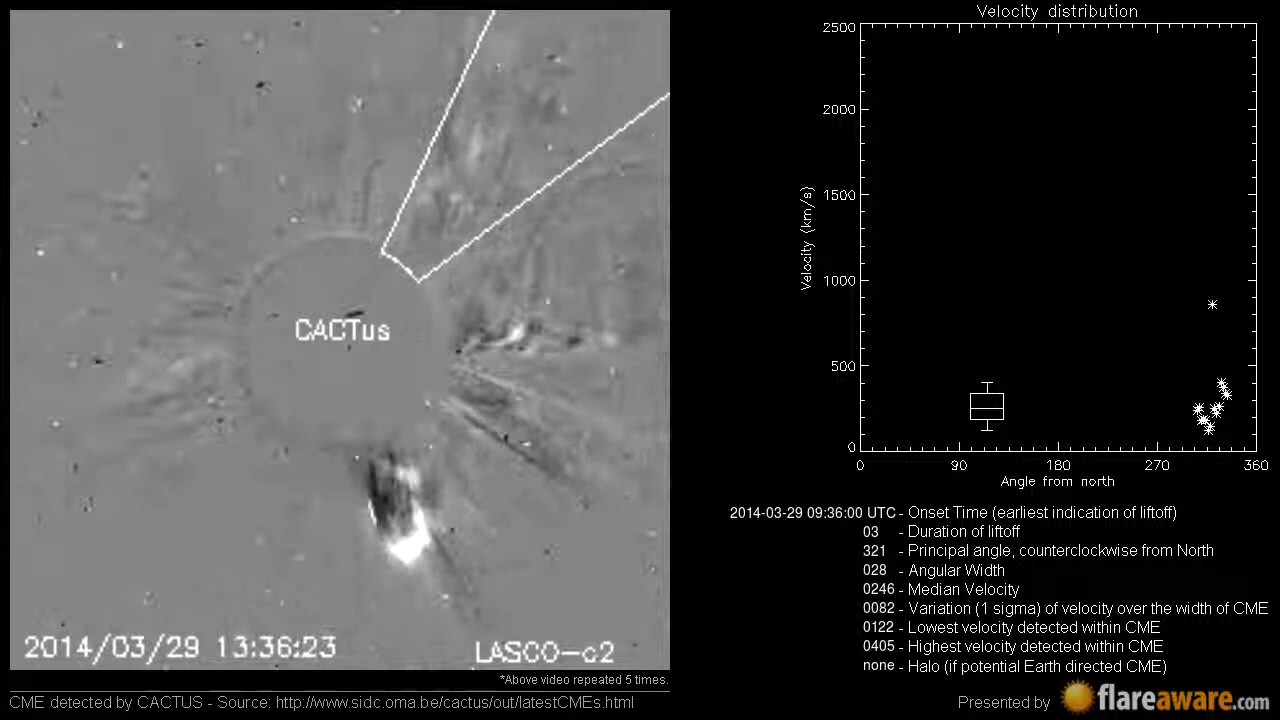 Velocity distribution
2500
2000
1500
1000
500
0
Velocity (km/s)
0 90 180 270 360
Angle from north
CACTus
2014/03/29 13:36:23
LASCO-c2
*Above video repeated 5 times.
2014-03-29 09:36:00 UTC - Onset Time (earliest indication of liftoff)
03 - Duration of liftoff
321 - Principal angle, counterclockwise from North
028 - Angular Width
0246 - Median Velocity
0082 - Variation (1 sigma) of velocity over the width of CME
0122 - Lowest velocity detected within CME
0405 - Highest velocity detected within CME
none - Halo (if potential Earth directed CME)
CME detected by CACTUS - Source: http://www.sidc.oma.be/cactus/out/latestCMEs.html
Presented by flareaware.com